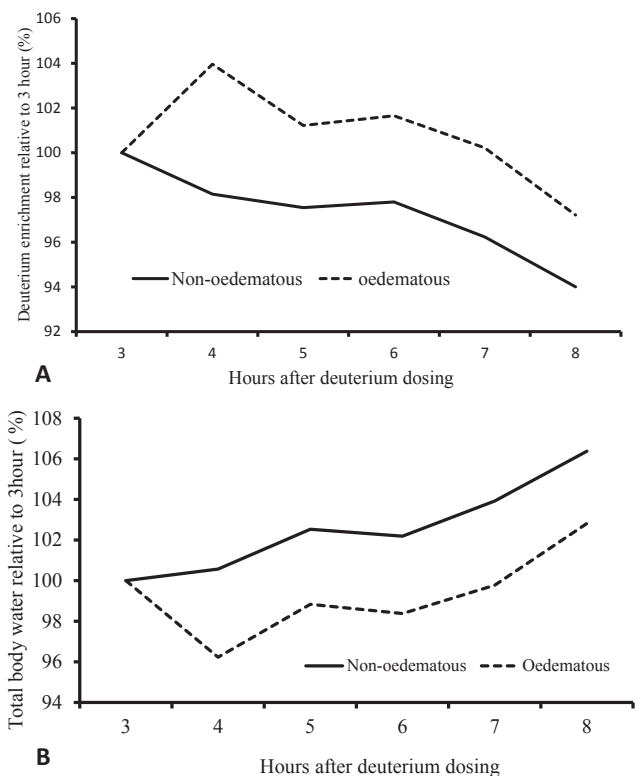 Deuterium enrichment relative to 3 hour (%)
106
104
102
100
98
96
94
92
Non-oedematous oedematous
3 4 5 6 7 8
A
Hours after deuterium dosing
Total body water relative to 3hour ( %)
108
106
104
102
100
98
96
94
Non-oedematous Oedematous
3 4 5 6 7 8
B
Hours after deuterium dosing